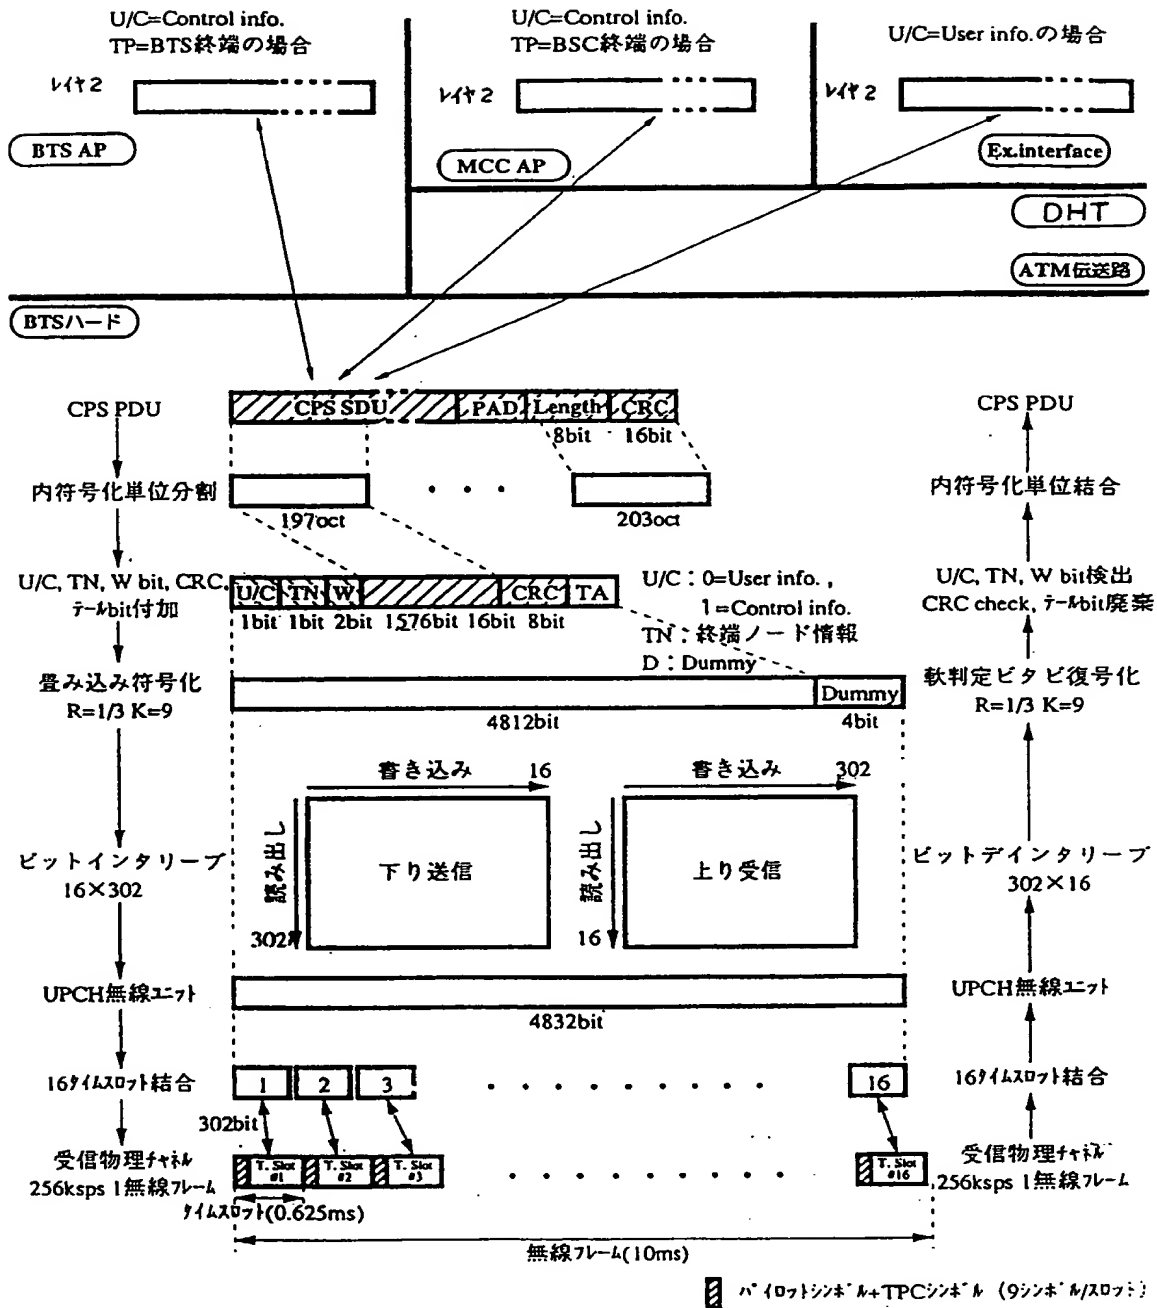 U/C=Control info.
TP=BTS終端の場合
U/C=Control info.
TP=BSC終端の場合
U/C=User info.の場合
レイヤ2
レイヤ2
レイヤ2
BTS AP
MCC AP
Ex.interface
DHT
ATM伝送路
BTSハード
CPS PDU
CPS SDU
PAD
Length
CRC
CPS PDU
8bit
16bit
内符号化単位分割
197oct
203oct
内符号化単位結合
U/C, TN, W bit, CRC,
テールbit付加
U/C
TN
W
CRC
TA
1bit
1bit
2bit
1576bit
16bit
8bit
U/C : 0=User info. ,
1=Control info.
TN : 終端ノード情報
D : Dummy
U/C, TN, W bit検出
CRC check, テールbit廃棄
畳み込み符号化
R=1/3 K=9
Dummy
4812bit
4bit
軟判定ビタビ復号化
R=1/3 K=9
書き込み
16
書き込み
302
読み出し
下り送信
302
読み出し
上り受信
16
ビットインタリーブ
16×302
ビットデインタリーブ
302×16
UPCH無線ユニット
4832bit
UPCH無線ユニット
16タイムスロット結合
1
2
3
16
16タイムスロット結合
302bit
受信物理チャネル
256ksps 1無線フレーム
T. Slot
#1
T. Slot
#2
T. Slot
#3
T. Slot
#16
受信物理チャネル
256ksps 1無線フレーム
タイムスロット(0.625ms)
無線フレーム(10ms)
パイロットシンボル+TPCシンボル (9シンボル/スロット)